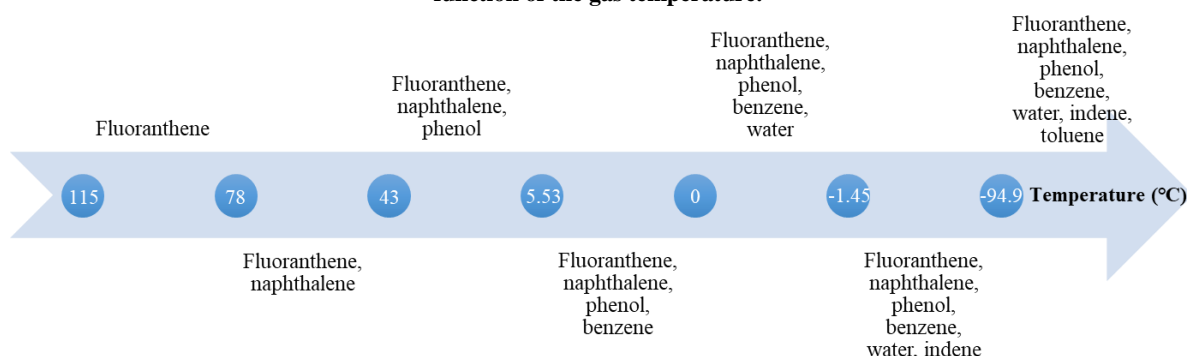 function of the gas temperature.
Fluoranthene
Fluoranthene,
naphthalene,
phenol
Fluoranthene,
naphthalene,
phenol,
benzene,
water
Fluoranthene,
naphthalene,
phenol,
benzene,
water, indene,
toluene
115
78
43
5.53
0
-1.45
-94.9
Temperature (°C)
Fluoranthene,
naphthalene
Fluoranthene,
naphthalene,
phenol,
benzene
Fluoranthene,
naphthalene,
phenol,
benzene,
water, indene